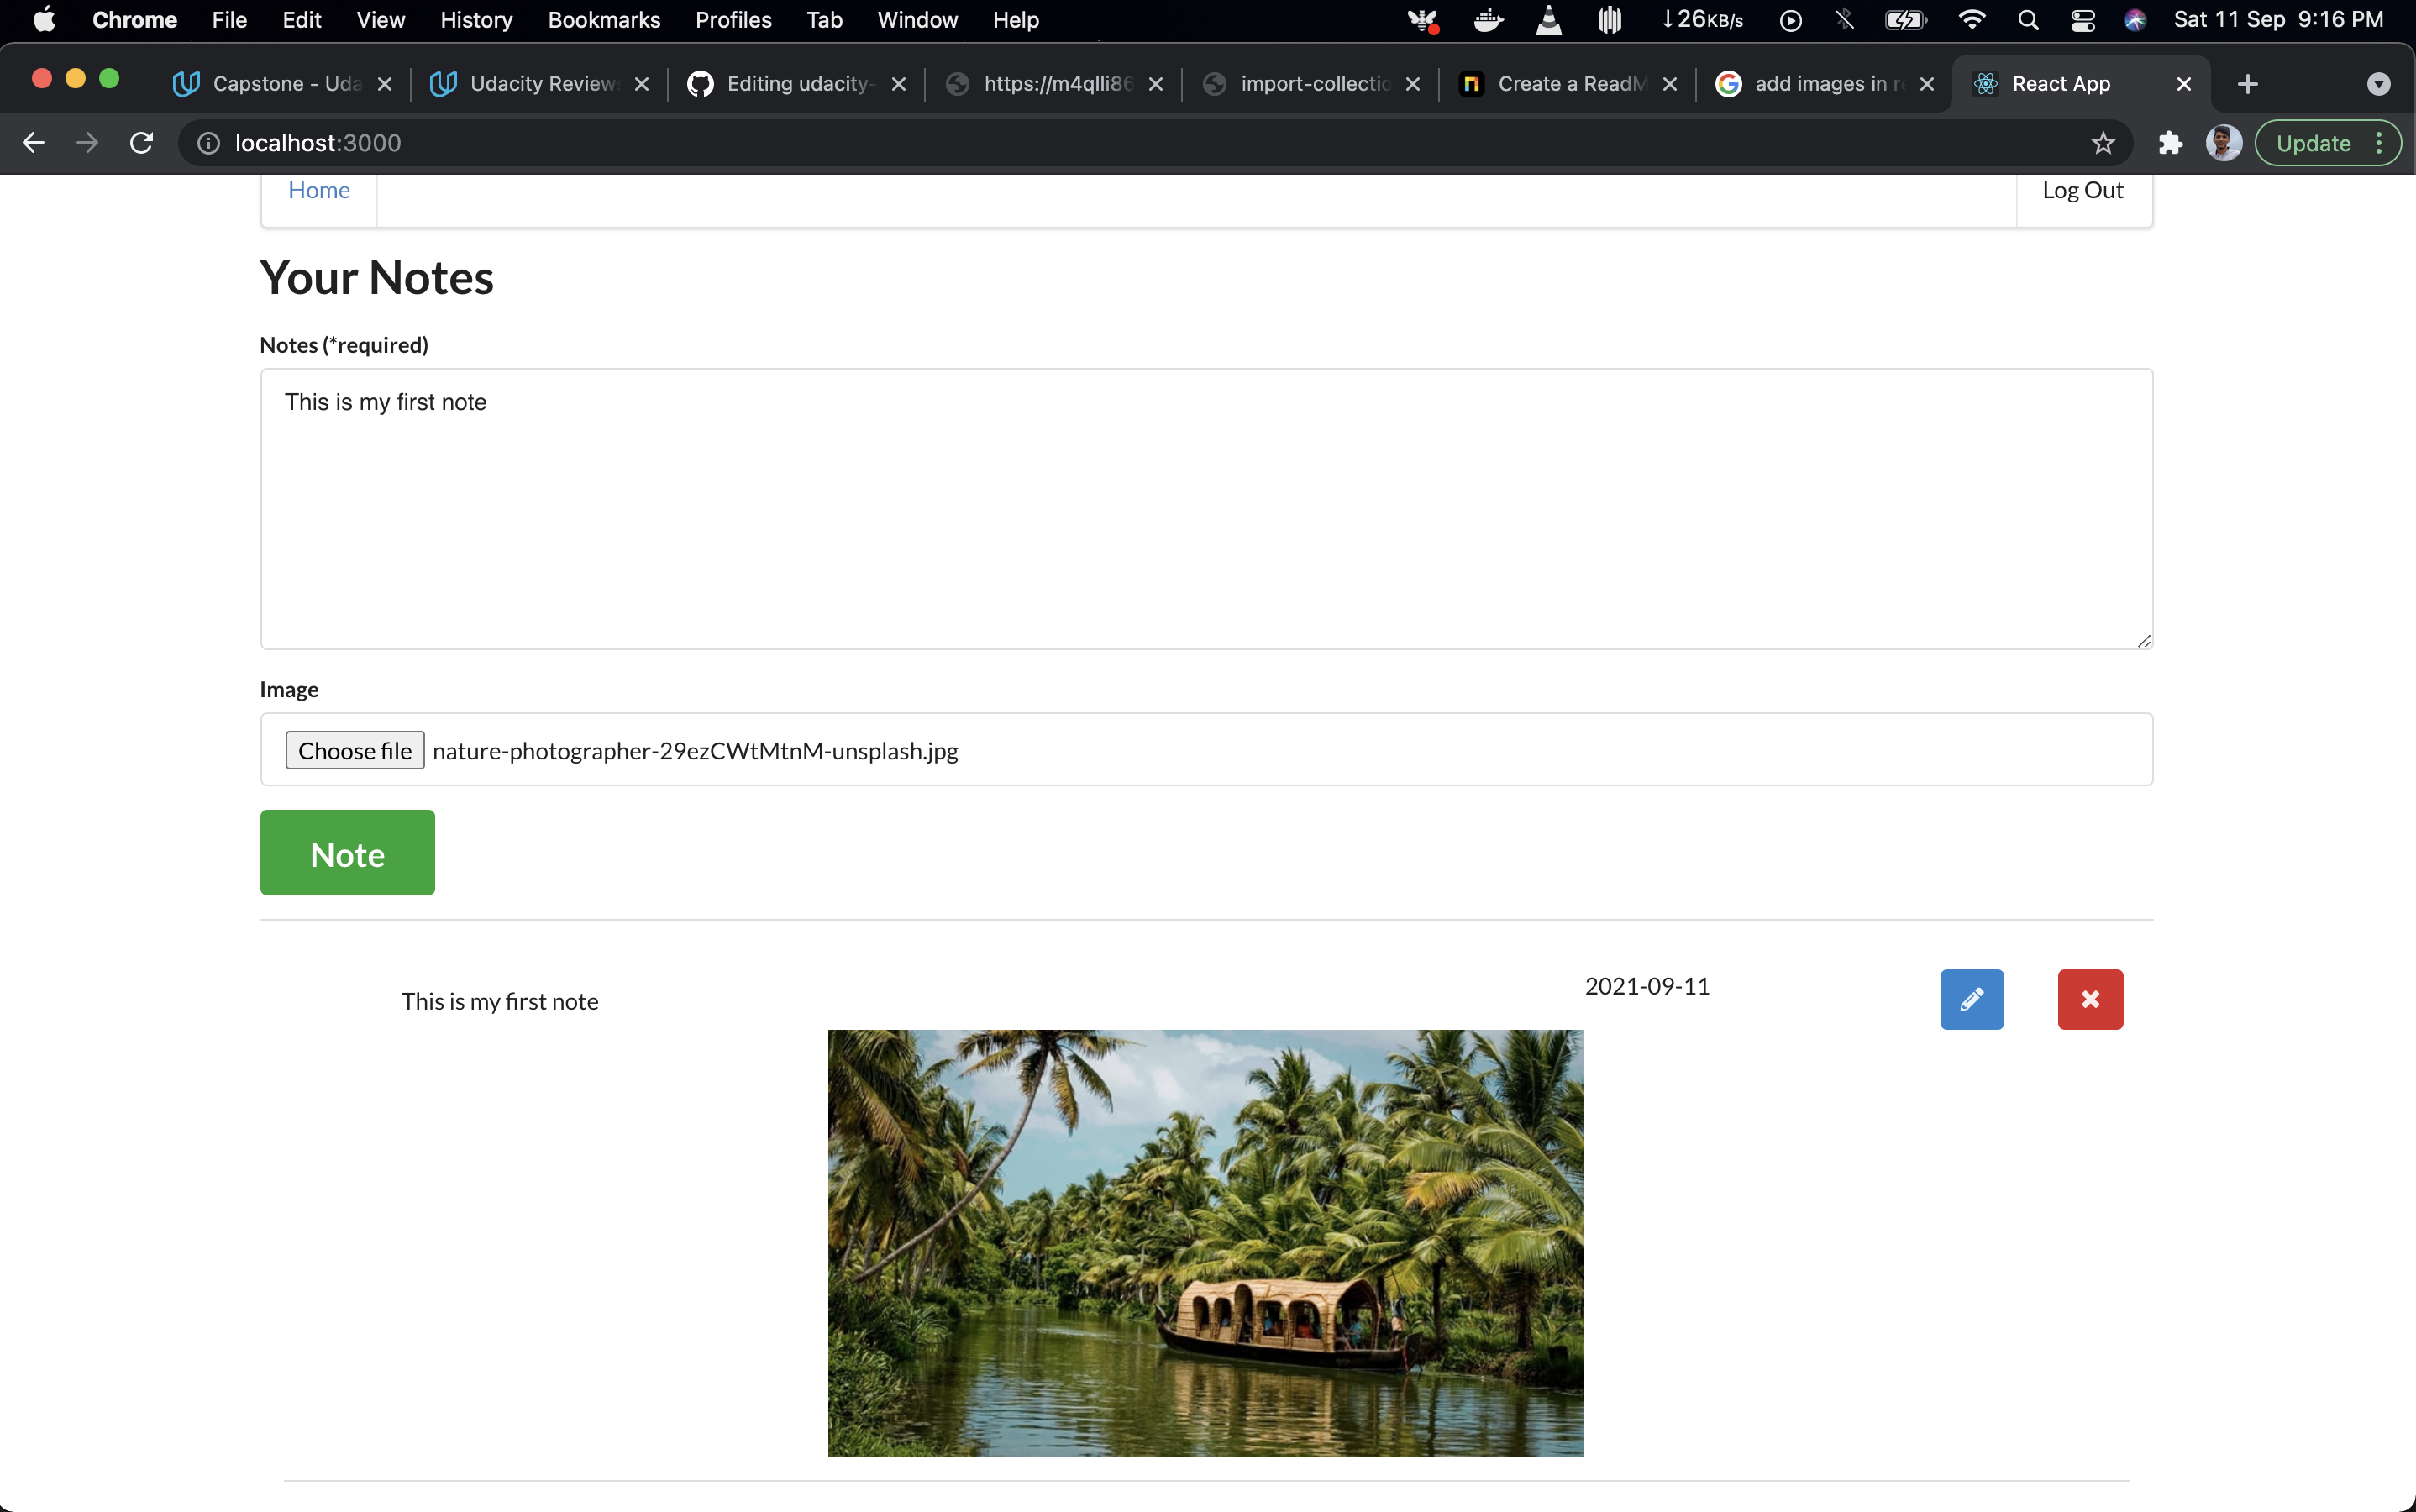 Chrome File Edit View History Bookmarks Profiles Tab Window Help ↓26KB/s Sat 11 Sep 9:16 PM
Capstone - Uda Udacity Review Editing udacity- https://m4qlli86 import-collectio Create a ReadM add images in r React App
localhost:3000 Update
Home Log Out
Your Notes
Notes (*required)
This is my first note
Image
Choose file nature-photographer-29ezCWtMtnM-unsplash.jpg
Note
This is my first note 2021-09-11